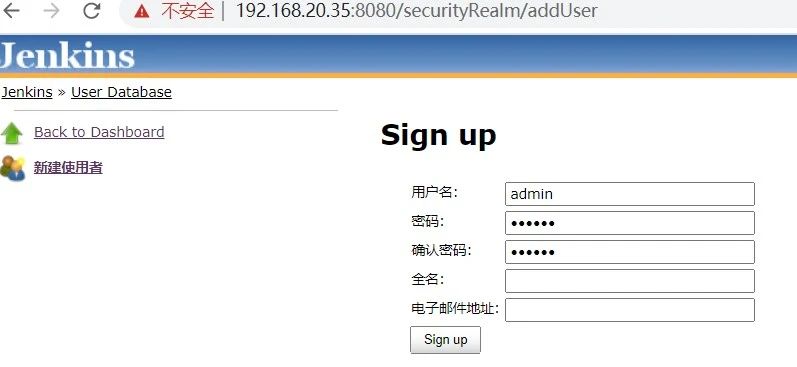 不安全 | 192.168.20.35:8080/securityRealm/addUser
Jenkins
Jenkins » User Database
Back to Dashboard
新建使用者
Sign up
用户名: admin
密码: ••••••
确认密码: ••••••
全名:
电子邮件地址:
Sign up